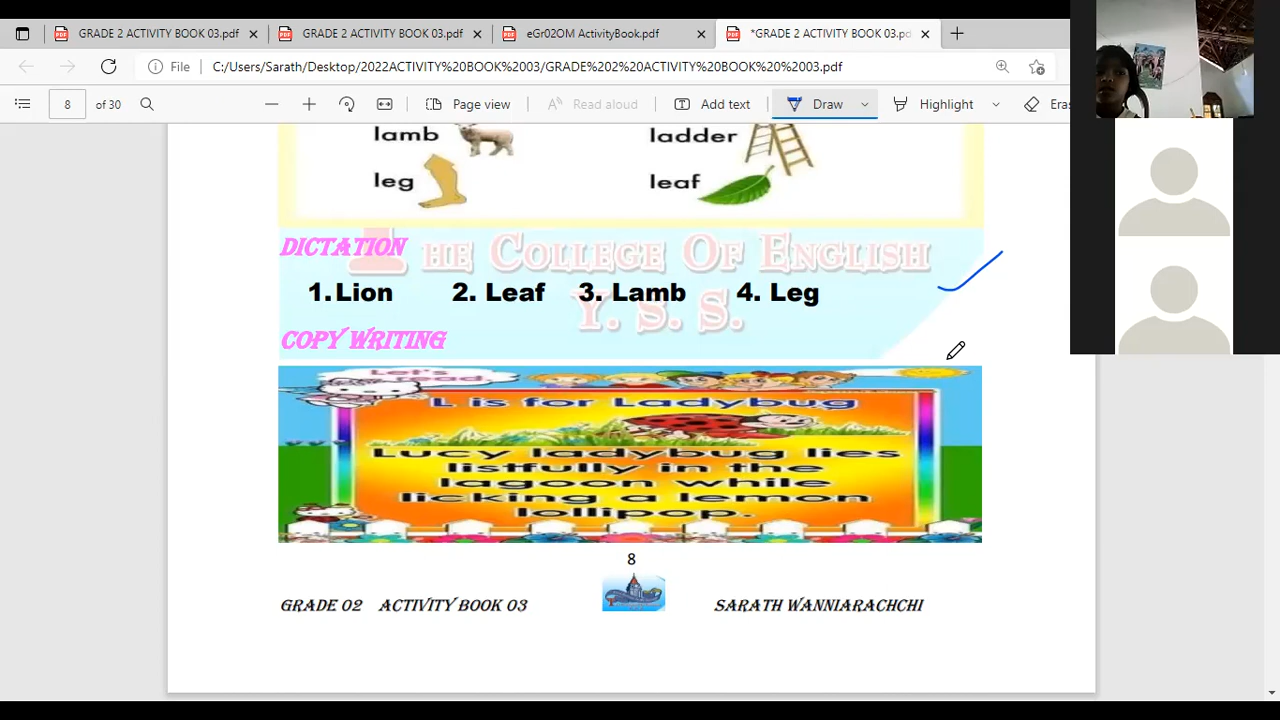 GRADE 2 ACTIVITY BOOK 03.pdf
GRADE 2 ACTIVITY BOOK 03.pdf
eGr02OM ActivityBook.pdf
*GRADE 2 ACTIVITY BOOK 03.pd
File
C:/Users/Sarath/Desktop/2022ACTIVITY%20BOOK%2003/GRADE%202%20ACTIVITY%20BOOK%20%2003.pdf
8 of 30
Page view
Read aloud
Add text
Draw
Highlight
Eras
lamb
ladder
leg
leaf
DICTATION
THE COLLEGE OF ENGLISH
1. Lion 2. Leaf 3. Lamb 4. Leg
Y. S. S.
COPY WRITING
Let's read
L is for Ladybug
Lucy ladybug lies
listfully in the
lagoon while
licking a lemon
lollipop.
8
GRADE 02 ACTIVITY BOOK 03
SARATH WANNIARACHCHI